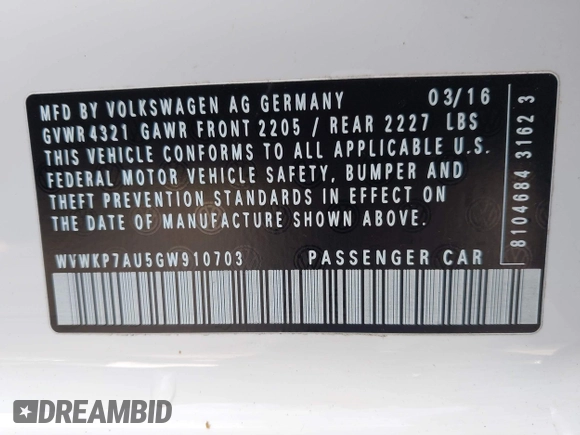 MFD BY VOLKSWAGEN AG GERMANY 03/16
GVWR 4321 GAWR FRONT 2205 / REAR 2227 LBS
THIS VEHICLE CONFORMS TO ALL APPLICABLE U.S.
FEDERAL MOTOR VEHICLE SAFETY, BUMPER AND
THEFT PREVENTION STANDARDS IN EFFECT ON
THE DATE OF MANUFACTURE SHOWN ABOVE.
WVWKP7AU5GW910703 PASSENGER CAR
8104684 31623
DREAMBID